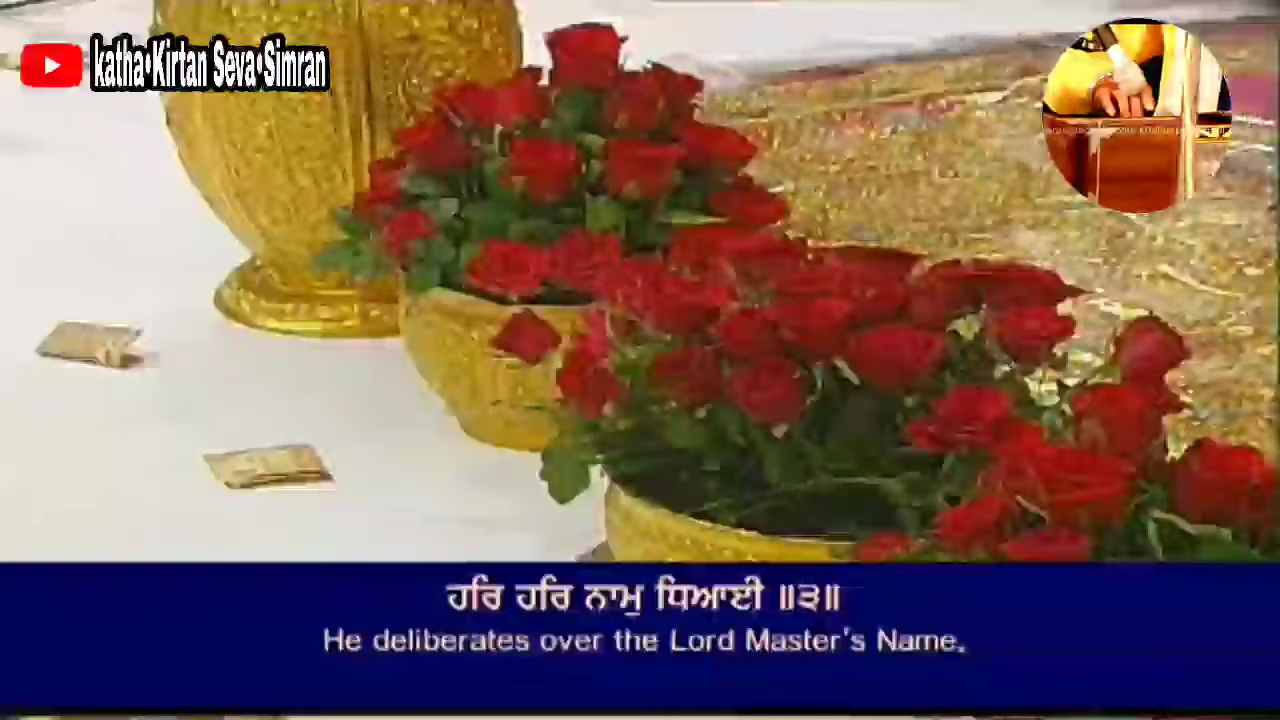 katha•Kirtan Seva•Simran
ਹਰਿ ਹਰਿ ਨਾਮੁ ਧਿਆਈ ॥੩॥
He deliberates over the Lord Master's Name.